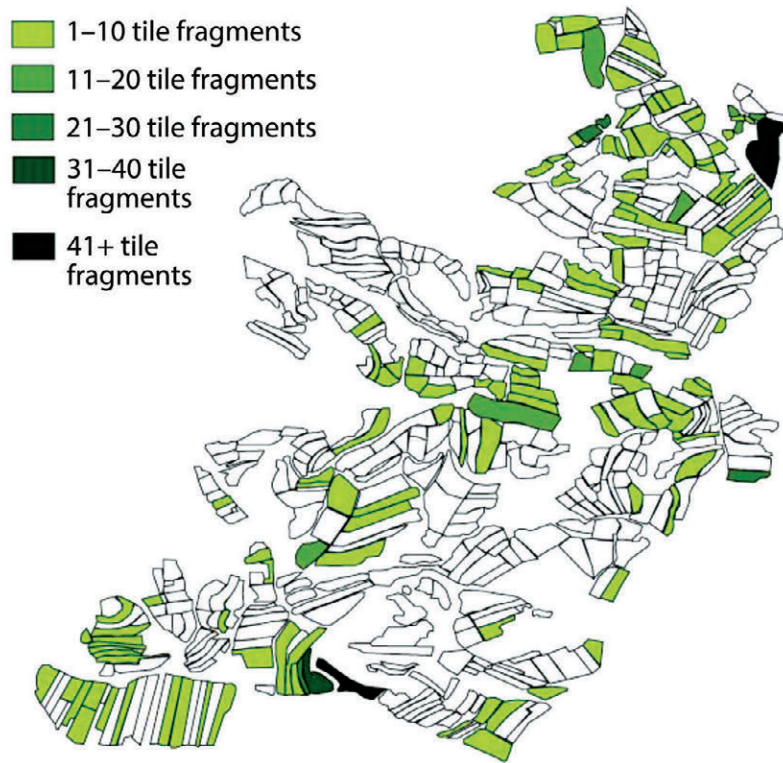 1–10 tile fragments
11–20 tile fragments
21–30 tile fragments
31–40 tile
fragments
41+ tile
fragments